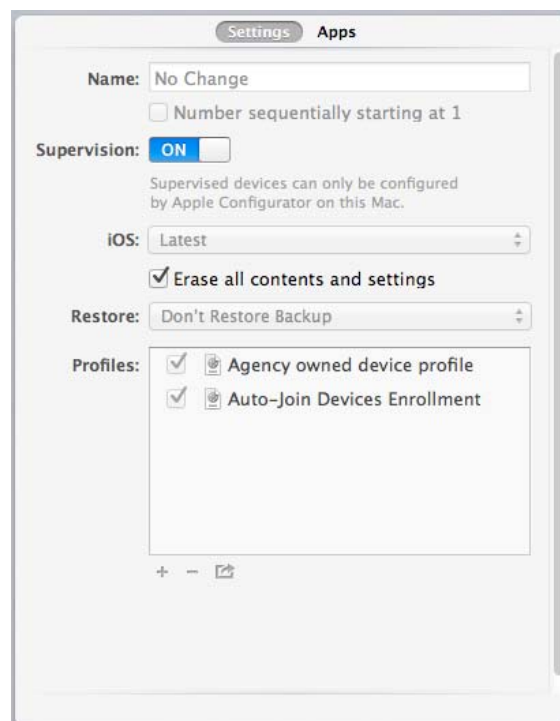 Settings Apps
Name: No Change
Number sequentially starting at 1
Supervision: ON
Supervised devices can only be configured
by Apple Configurator on this Mac.
iOS: Latest
Erase all contents and settings
Restore: Don't Restore Backup
Profiles: Agency owned device profile
Auto-Join Devices Enrollment